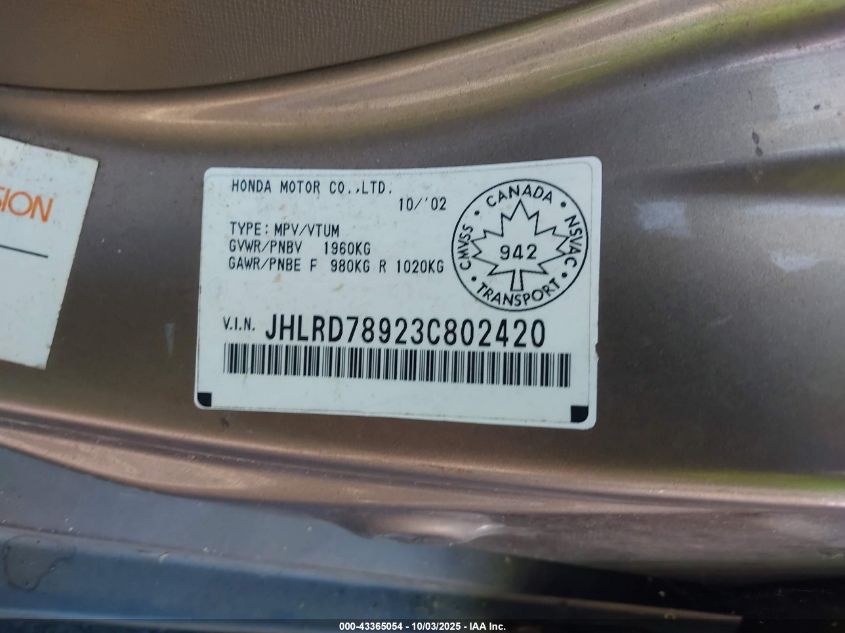 SION
HONDA MOTOR CO.,LTD.
10/'02
TYPE: MPV/VTUM
GVWR/PNBV 1960KG
GAWR/PNBE F 980KG R 1020KG
CANADA
CMVSS
942
NSVAC
TRANSPORT
V.I.N. JHLRD78923C802420
000-43365054 - 10/03/2025 - IAA Inc.